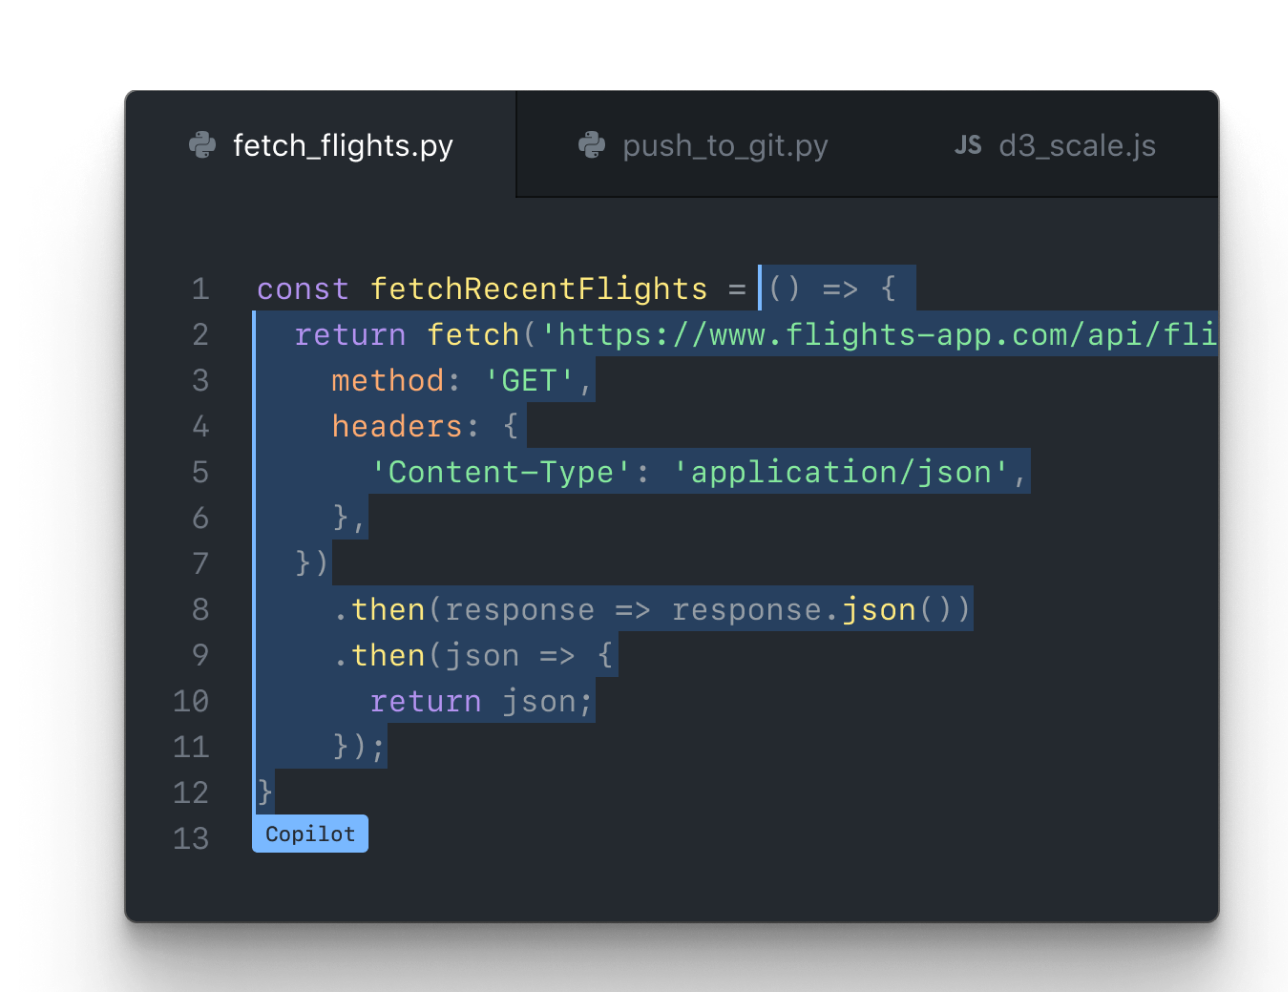 fetch_flights.py push_to_git.py JS d3_scale.js
1 const fetchRecentFlights = () => {
2 return fetch('https://www.flights-app.com/api/fli
3 method: 'GET',
4 headers: {
5 'Content-Type': 'application/json',
6 },
7 })
8 .then(response => response.json())
9 .then(json => {
10 return json;
11 });
12 }
13 Copilot